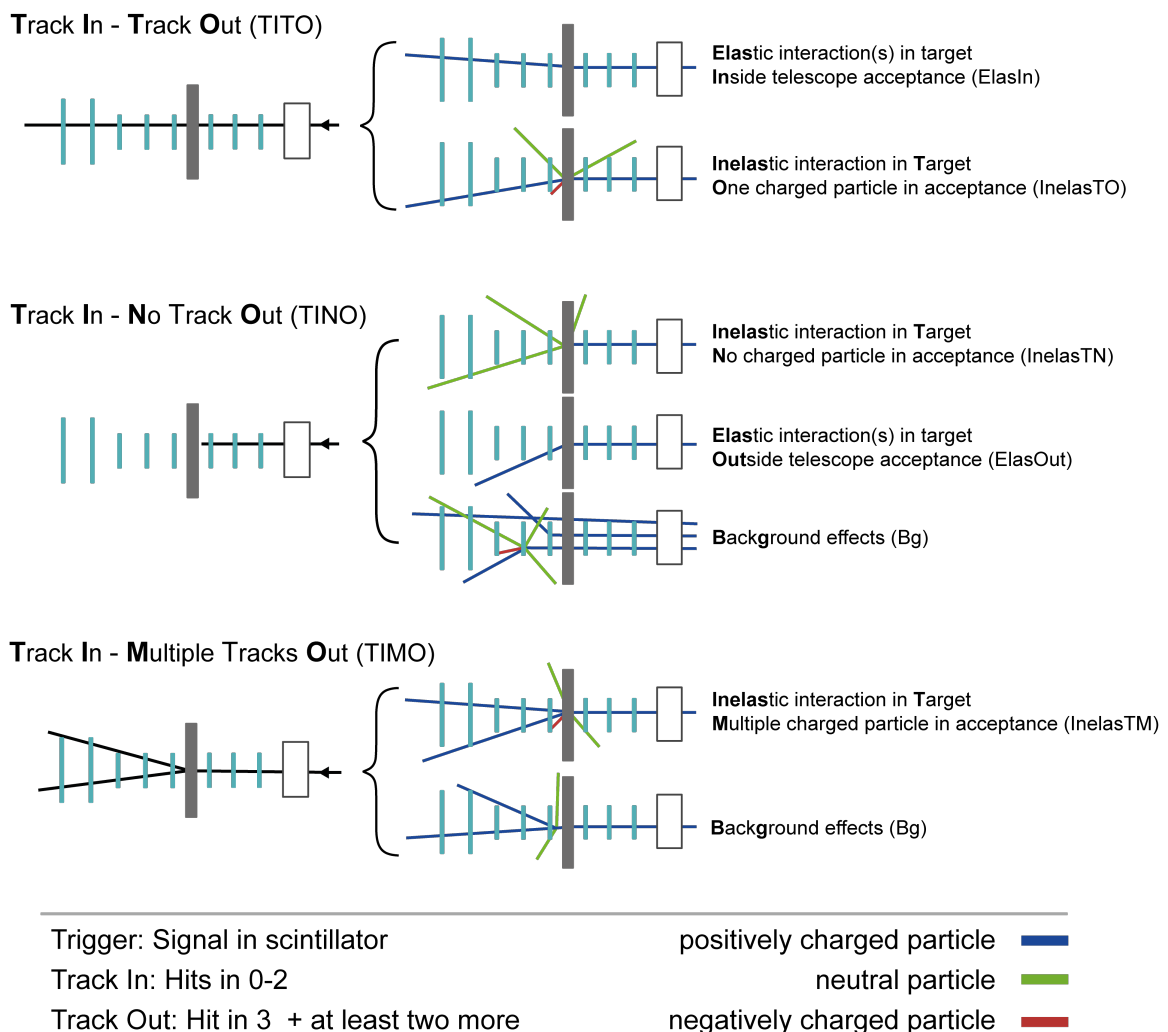 Track In - Track Out (TITO)
Elastic interaction(s) in target
Inside telescope acceptance (ElasIn)
Inelastic interaction in Target
One charged particle in acceptance (InelasTO)
Track In - No Track Out (TINO)
Inelastic interaction in Target
No charged particle in acceptance (InelasTN)
Elastic interaction(s) in target
Outside telescope acceptance (ElasOut)
Background effects (Bg)
Track In - Multiple Tracks Out (TIMO)
Inelastic interaction in Target
Multiple charged particle in acceptance (InelasTM)
Background effects (Bg)
Trigger: Signal in scintillator
positively charged particle
Track In: Hits in 0-2
neutral particle
Track Out: Hit in 3 + at least two more
negatively charged particle